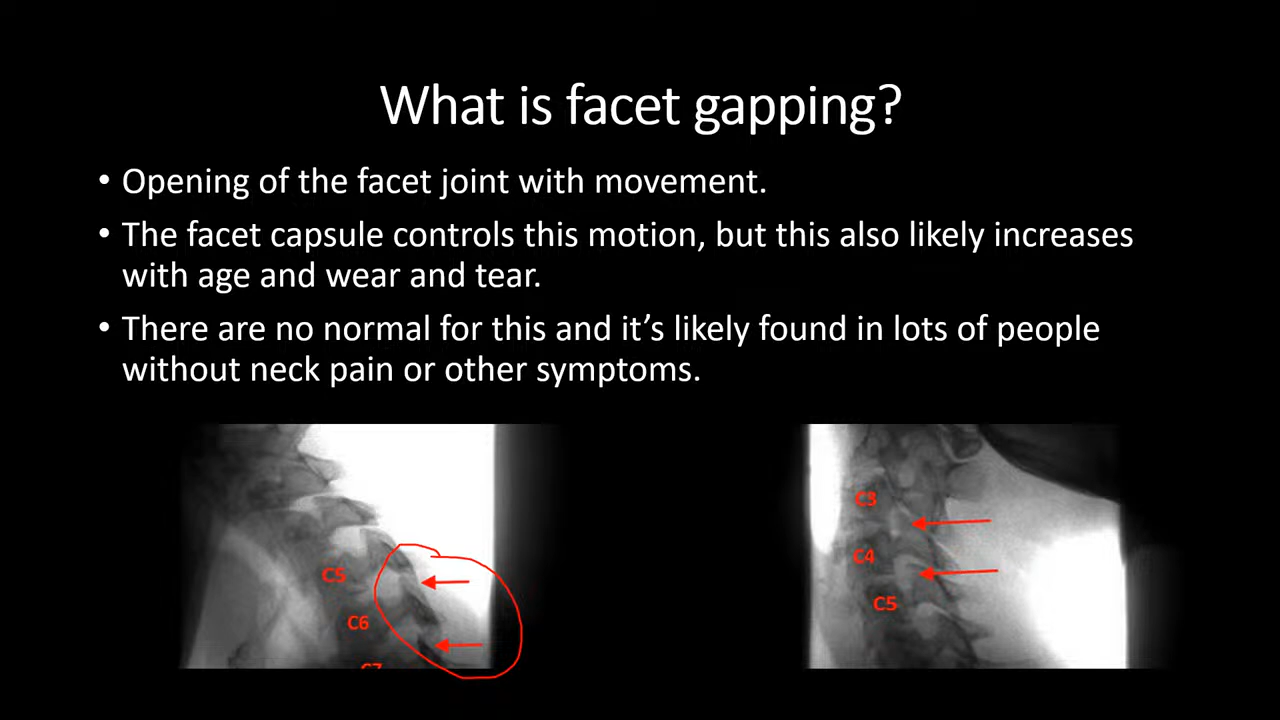 What is facet gapping?
• Opening of the facet joint with movement.
• The facet capsule controls this motion, but this also likely increases
with age and wear and tear.
• There are no normal for this and it's likely found in lots of people
without neck pain or other symptoms.
C5
C6
C7
C3
C4
C5